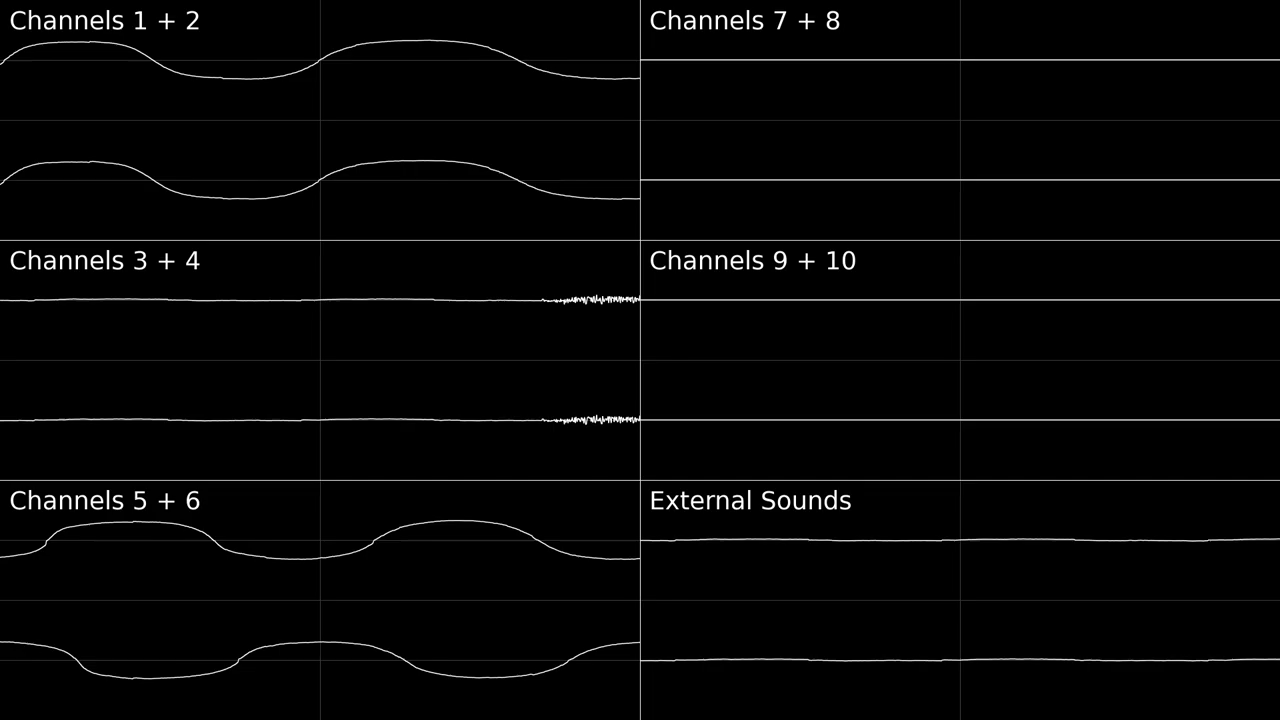 Channels 1 + 2
Channels 7 + 8
Channels 3 + 4
Channels 9 + 10
Channels 5 + 6
External Sounds